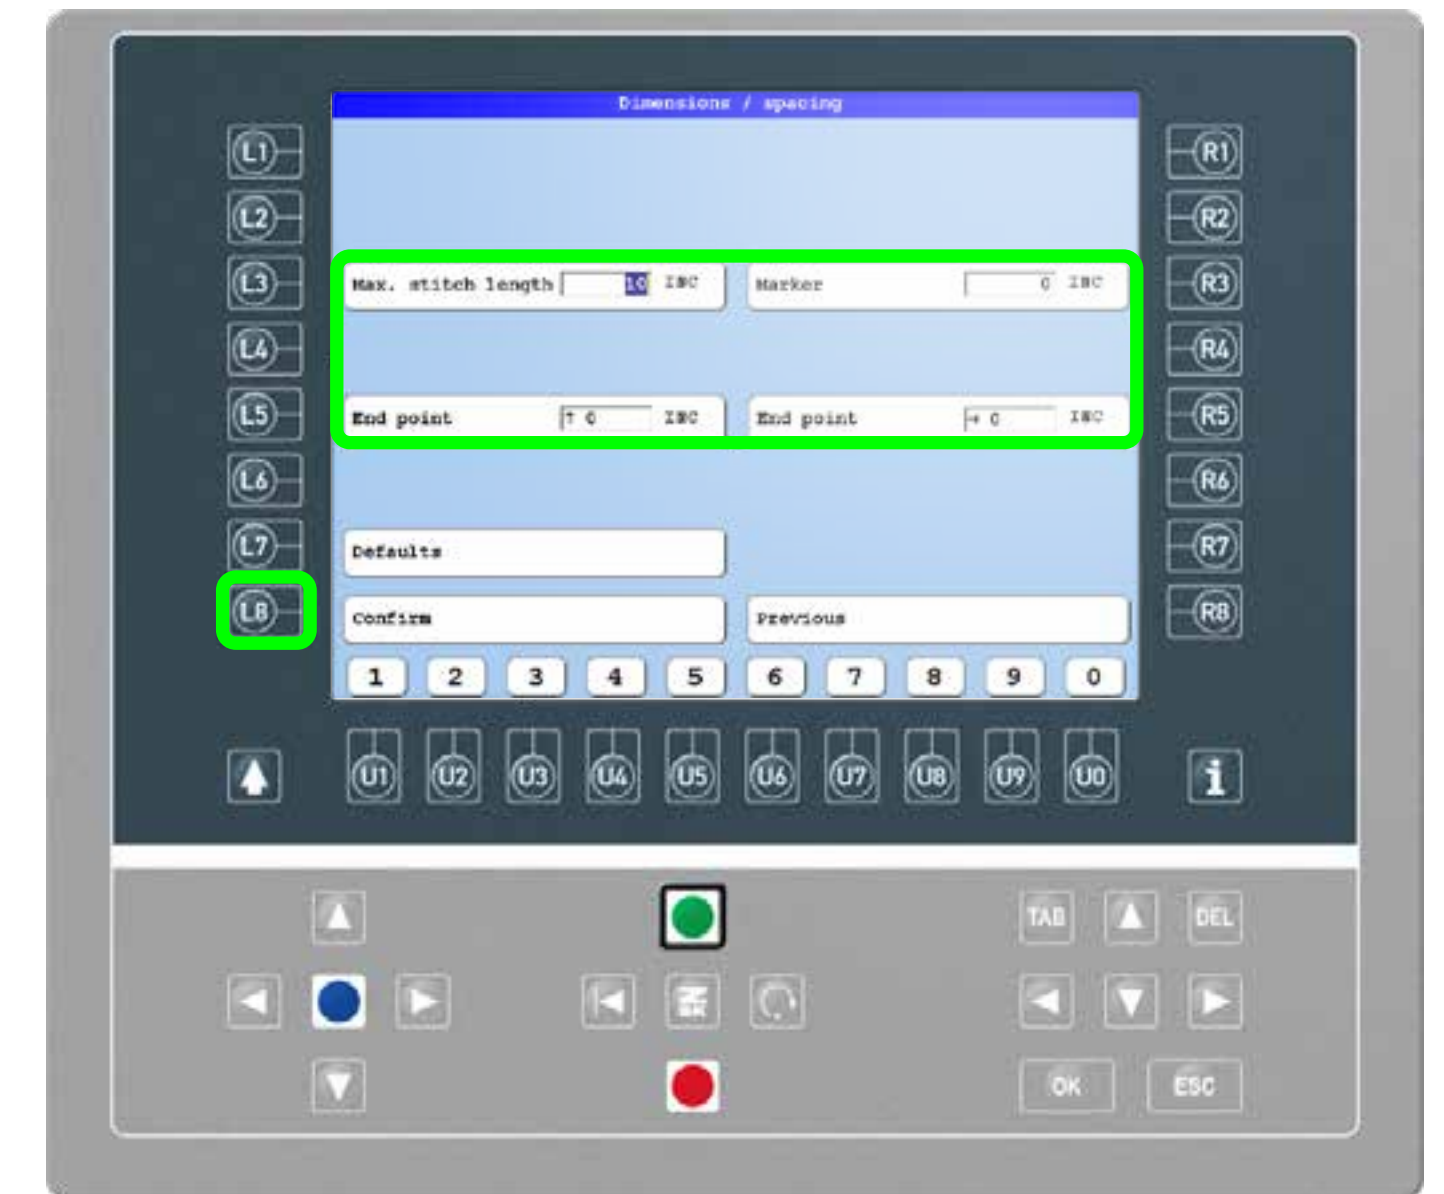 Dimensions / spacing
L1
R1
L2
R2
L3
Max. stitch length 10 INC
Marker 0 INC
R3
L4
R4
L5
End point ↑ 0 INC
End point → 0 INC
R5
L6
R6
L7
Defaults
R7
L8
Confirm
Previous
R8
1 2 3 4 5 6 7 8 9 0
U1 U2 U3 U4 U5 U6 U7 U8 U9 U0
i
TAB DEL
OK ESC